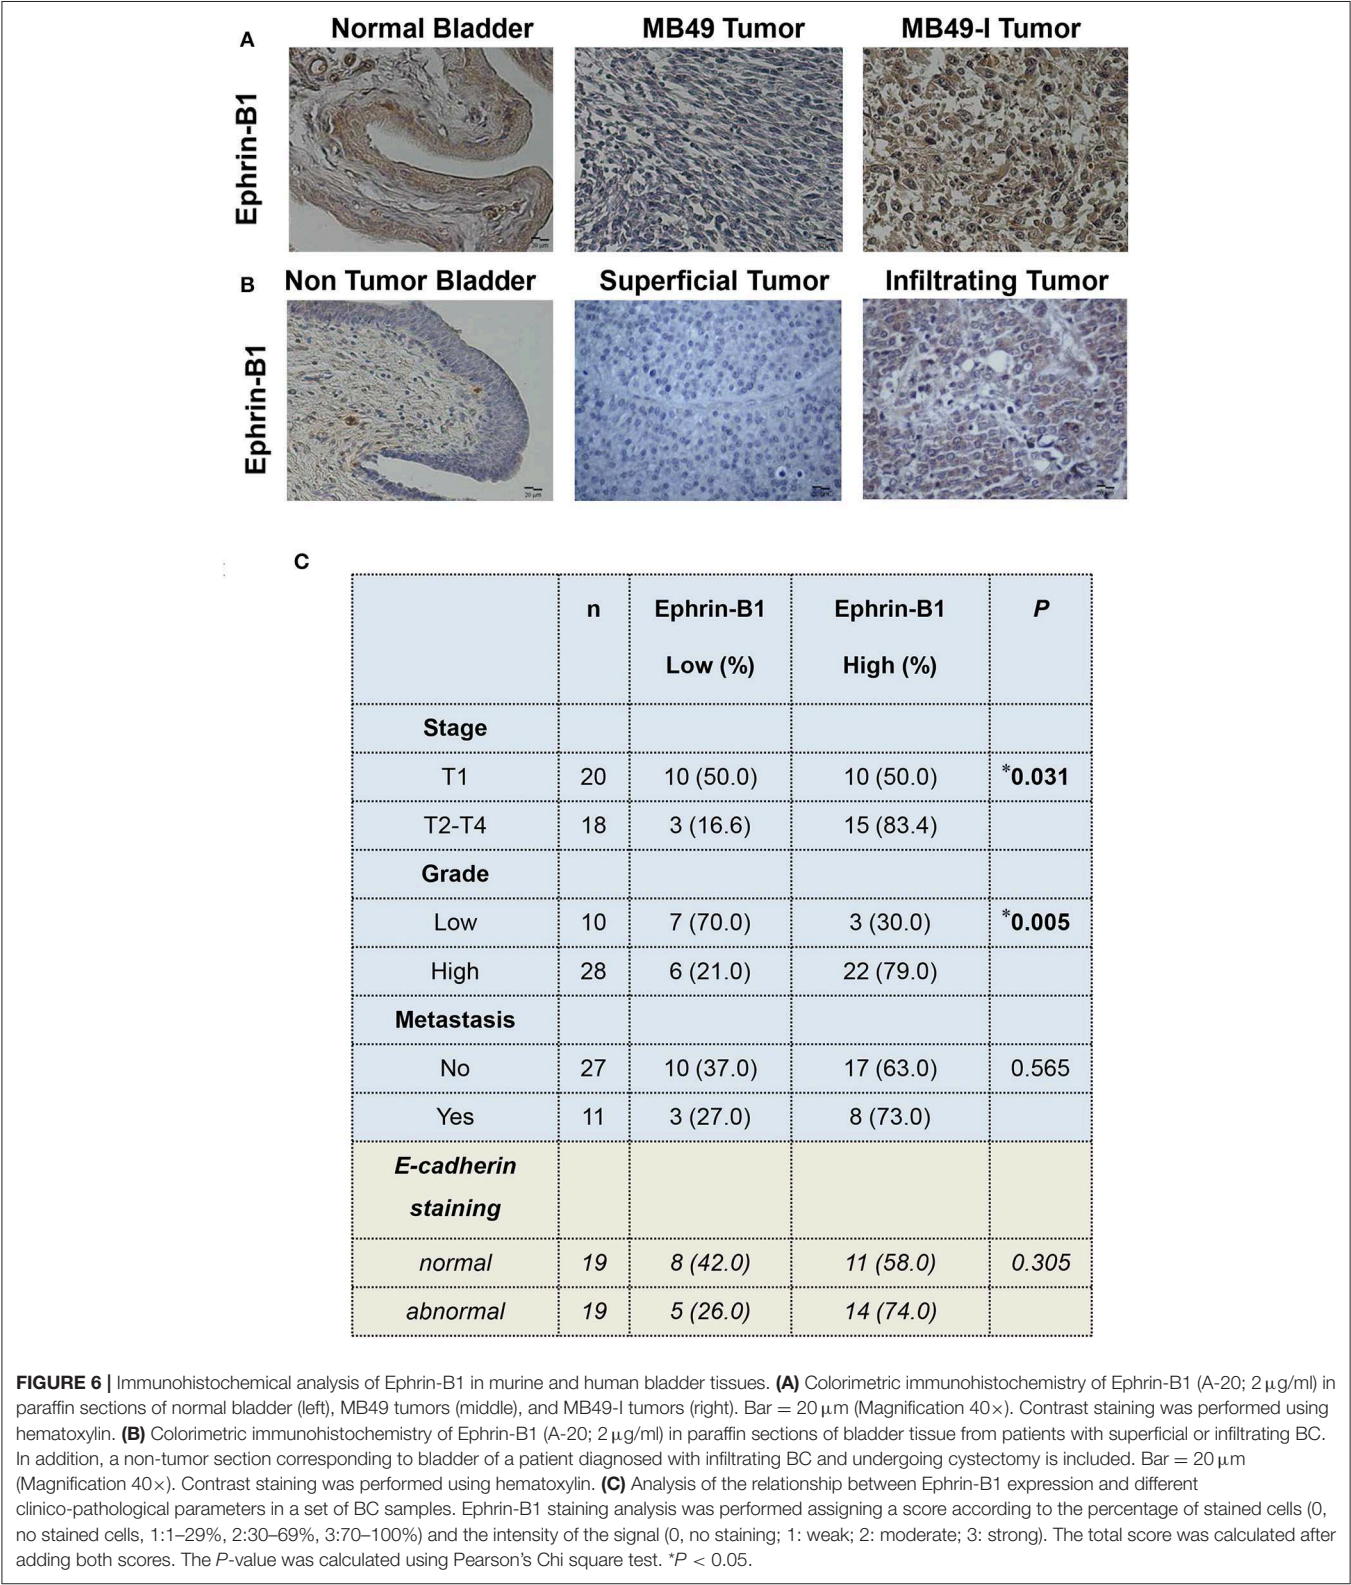 A
Normal Bladder
MB49 Tumor
MB49-I Tumor
Ephrin-B1
20 µm
B
Non Tumor Bladder
Superficial Tumor
Infiltrating Tumor
Ephrin-B1
20 µm
C
n Ephrin-B1 Ephrin-B1 P
Low (%) High (%)
Stage
T1 20 10 (50.0) 10 (50.0) *0.031
T2-T4 18 3 (16.6) 15 (83.4)
Grade
Low 10 7 (70.0) 3 (30.0) *0.005
High 28 6 (21.0) 22 (79.0)
Metastasis
No 27 10 (37.0) 17 (63.0) 0.565
Yes 11 3 (27.0) 8 (73.0)
E-cadherin
staining
normal 19 8 (42.0) 11 (58.0) 0.305
abnormal 19 5 (26.0) 14 (74.0)
FIGURE 6 | Immunohistochemical analysis of Ephrin-B1 in murine and human bladder tissues. (A) Colorimetric immunohistochemistry of Ephrin-B1 (A-20; 2 µg/ml) in
paraffin sections of normal bladder (left), MB49 tumors (middle), and MB49-I tumors (right). Bar = 20 µm (Magnification 40×). Contrast staining was performed using
hematoxylin. (B) Colorimetric immunohistochemistry of Ephrin-B1 (A-20; 2 µg/ml) in paraffin sections of bladder tissue from patients with superficial or infiltrating BC.
In addition, a non-tumor section corresponding to bladder of a patient diagnosed with infiltrating BC and undergoing cystectomy is included. Bar = 20 µm
(Magnification 40×). Contrast staining was performed using hematoxylin. (C) Analysis of the relationship between Ephrin-B1 expression and different
clinico-pathological parameters in a set of BC samples. Ephrin-B1 staining analysis was performed assigning a score according to the percentage of stained cells (0,
no stained cells, 1:1–29%, 2:30–69%, 3:70–100%) and the intensity of the signal (0, no staining; 1: weak; 2: moderate; 3: strong). The total score was calculated after
adding both scores. The P-value was calculated using Pearson's Chi square test. *P < 0.05.